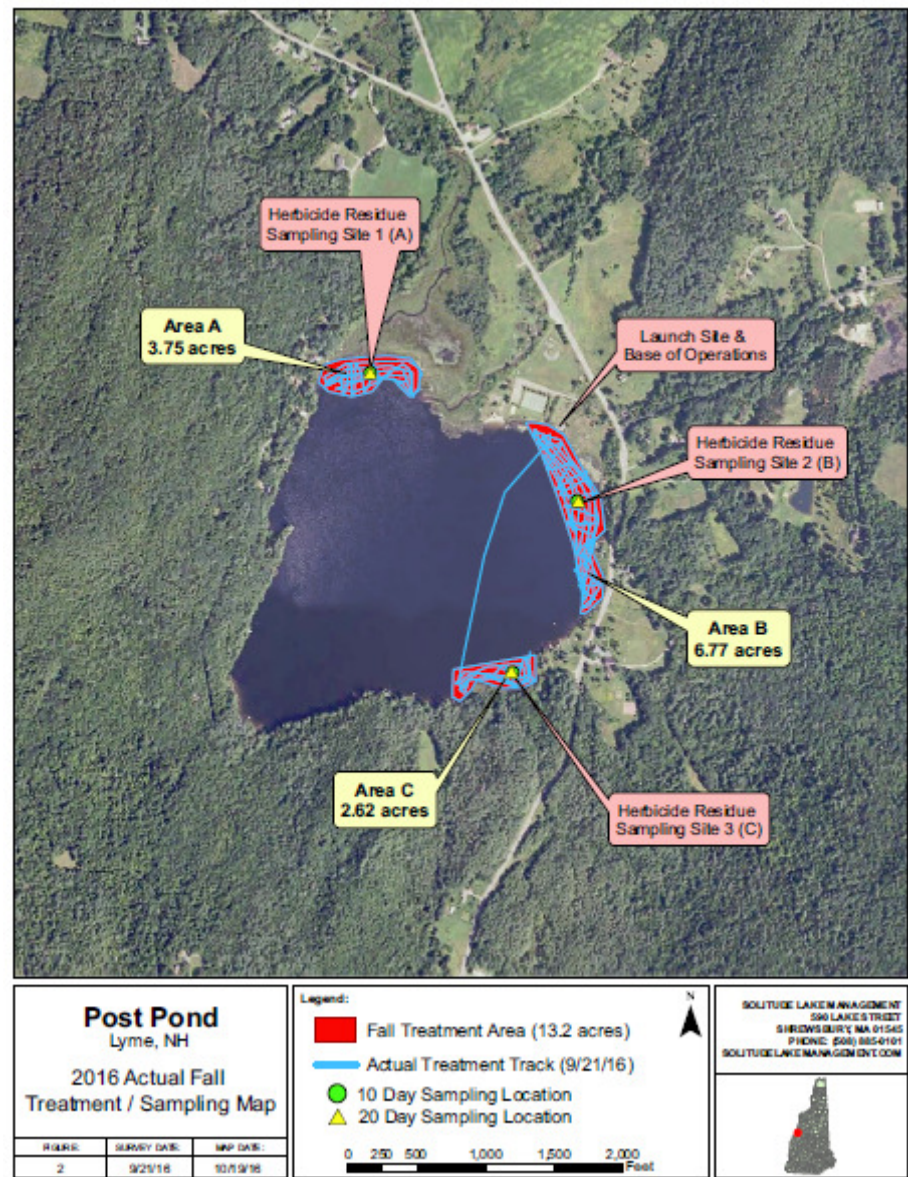 Herbicide Residue
Sampling Site 1 (A)
Area A
3.75 acres
Launch Site &
Base of Operations
Herbicide Residue
Sampling Site 2 (B)
Area B
6.77 acres
Area C
2.62 acres
Herbicide Residue
Sampling Site 3 (C)
Post Pond
Lyme, NH
2016 Actual Fall
Treatment / Sampling Map
FIGURE: SURVEY DATE: MAP DATE:
2 9/21/16 10/19/16
Legend:
N
Fall Treatment Area (13.2 acres)
Actual Treatment Track (9/21/16)
10 Day Sampling Location
20 Day Sampling Location
0 250 500 1,000 1,500 2,000
Feet
SOLITUDE LAKE MANAGEMENT
590 LAKE STREET
SHREWSBURY, MA 01545
PHONE: (508) 885-0101
SOLITUDELAKEMANAGEMENT.COM